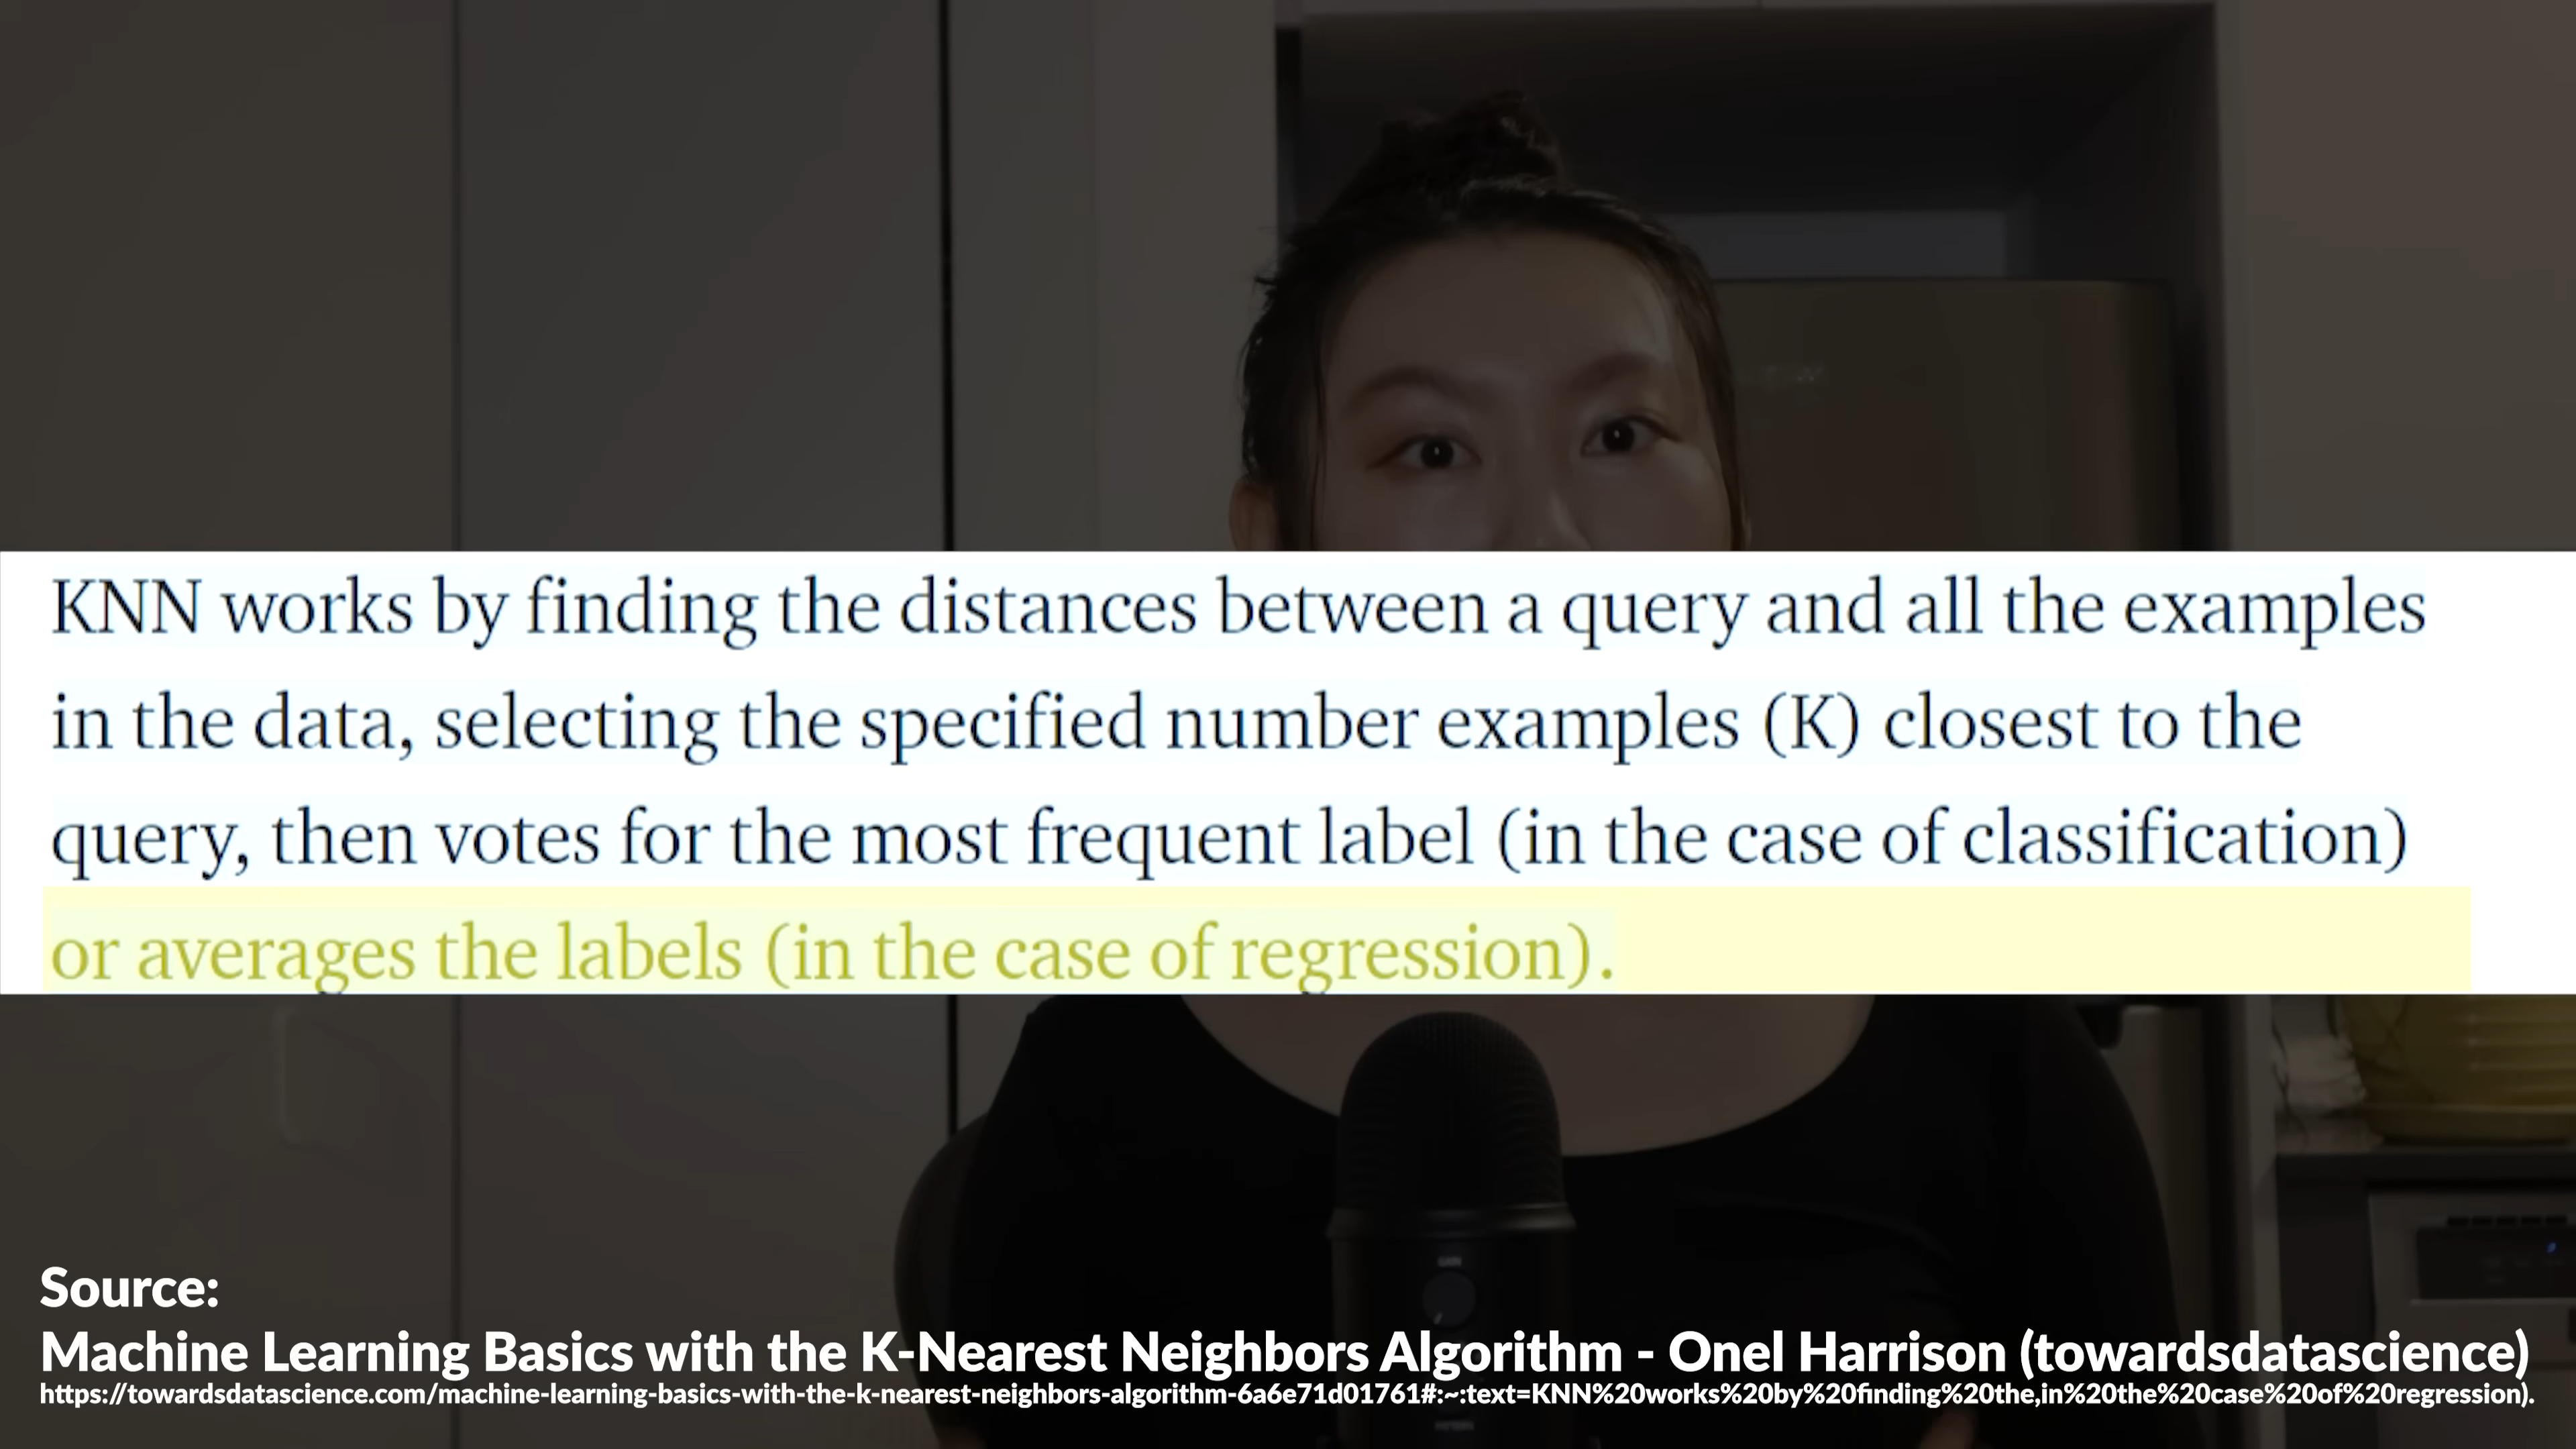 KNN works by finding the distances between a query and all the examples
in the data, selecting the specified number examples (K) closest to the
query, then votes for the most frequent label (in the case of classification)
or averages the labels (in the case of regression).
Source:
Machine Learning Basics with the K-Nearest Neighbors Algorithm - Onel Harrison (towardsdatascience)
https://towardsdatascience.com/machine-learning-basics-with-the-k-nearest-neighbors-algorithm-6a6e71d01761#:~:text=KNN%20works%20by%20finding%20the,in%20the%20case%20of%20regression).